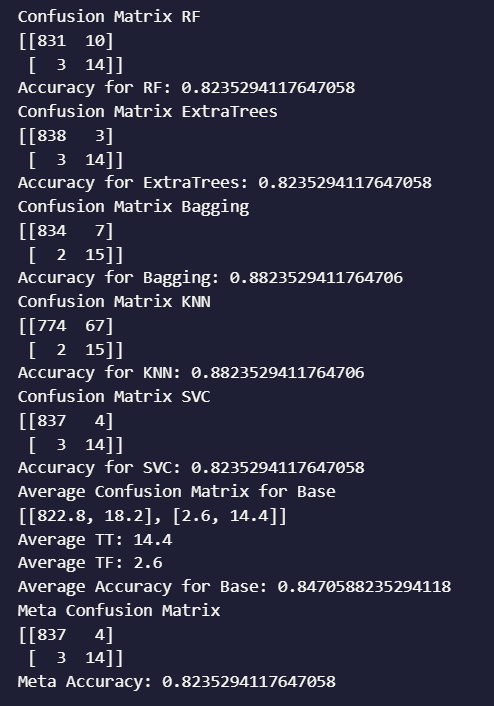 Confusion Matrix RF
[[831  10]
 [  3  14]]
Accuracy for RF: 0.8235294117647058
Confusion Matrix ExtraTrees
[[838   3]
 [  3  14]]
Accuracy for ExtraTrees: 0.8235294117647058
Confusion Matrix Bagging
[[834   7]
 [  2  15]]
Accuracy for Bagging: 0.8823529411764706
Confusion Matrix KNN
[[774  67]
 [  2  15]]
Accuracy for KNN: 0.8823529411764706
Confusion Matrix SVC
[[837   4]
 [  3  14]]
Accuracy for SVC: 0.8235294117647058
Average Confusion Matrix for Base
[[822.8, 18.2], [2.6, 14.4]]
Average TT: 14.4
Average TF: 2.6
Average Accuracy for Base: 0.8470588235294118
Meta Confusion Matrix
[[837   4]
 [  3  14]]
Meta Accuracy: 0.8235294117647058